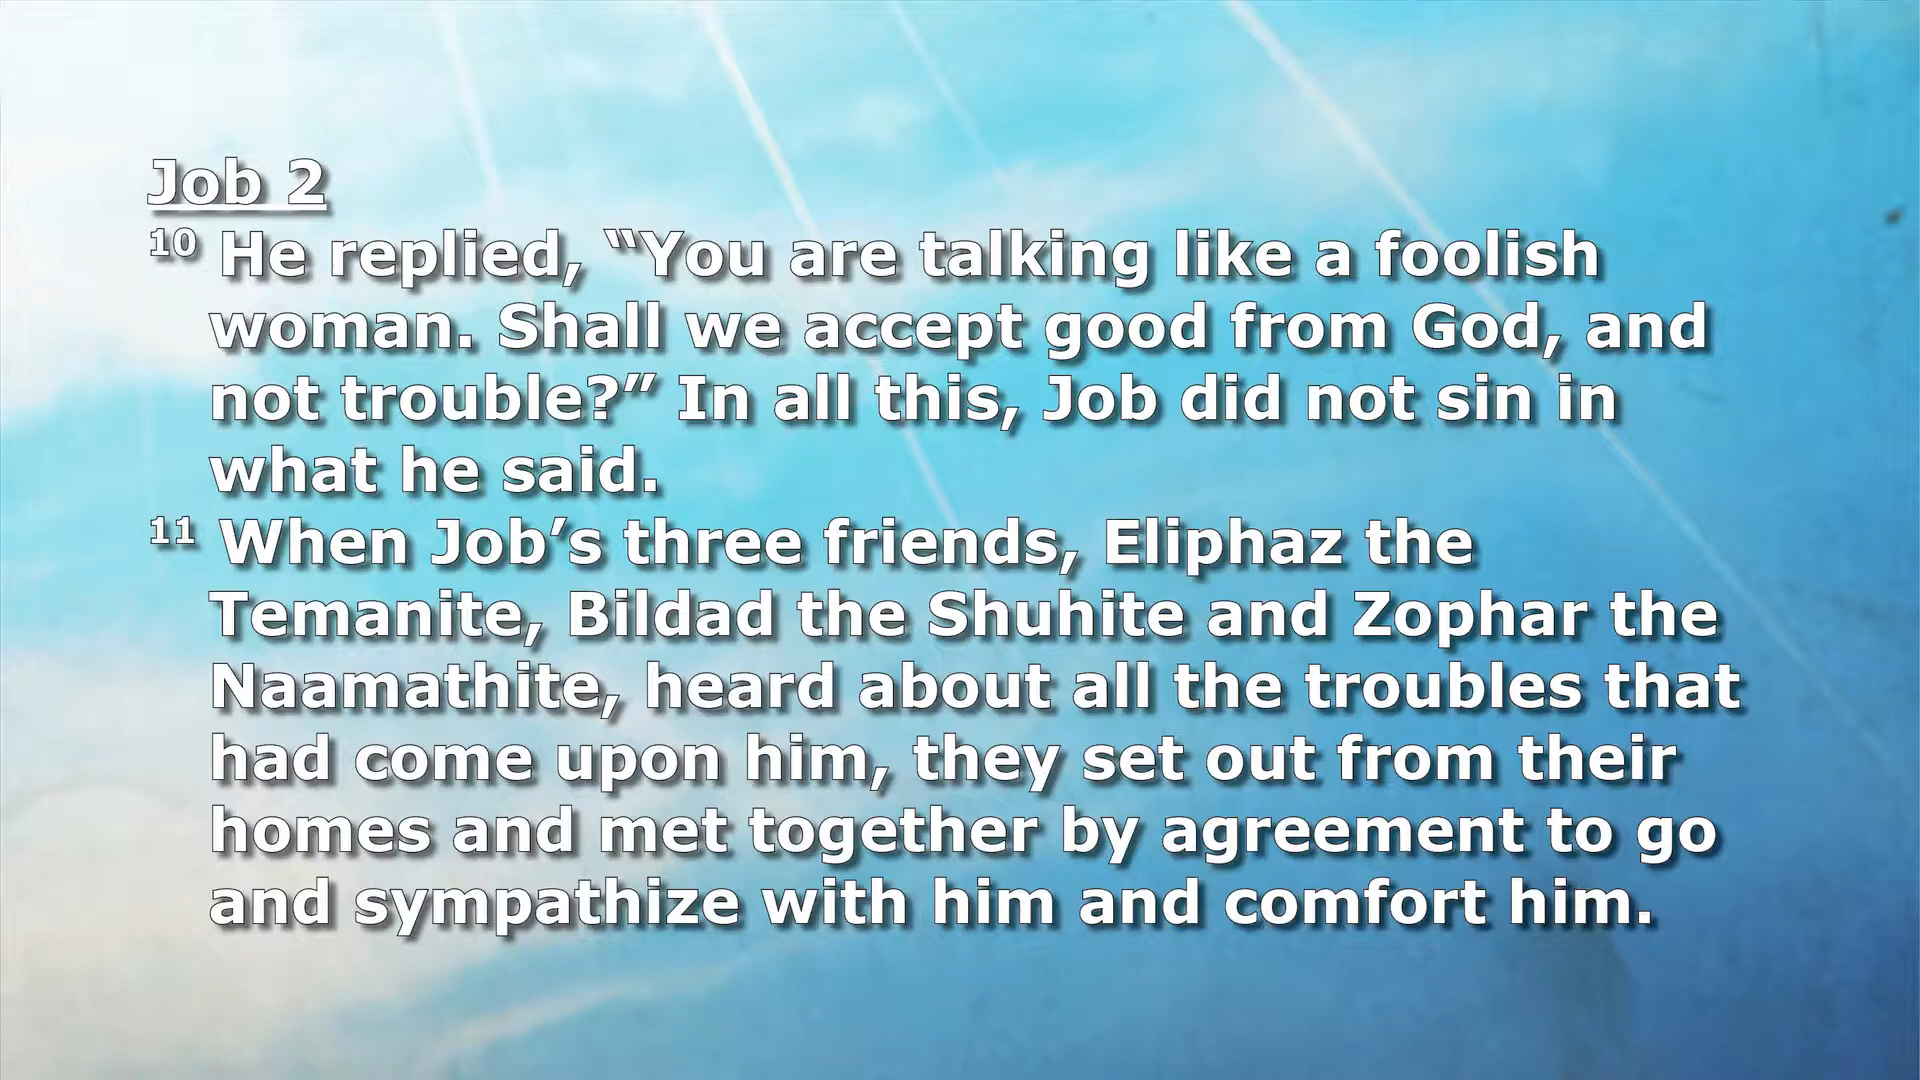 Job 2
10 He replied, “You are talking like a foolish
woman. Shall we accept good from God, and
not trouble?” In all this, Job did not sin in
what he said.
11 When Job’s three friends, Eliphaz the
Temanite, Bildad the Shuhite and Zophar the
Naamathite, heard about all the troubles that
had come upon him, they set out from their
homes and met together by agreement to go
and sympathize with him and comfort him.